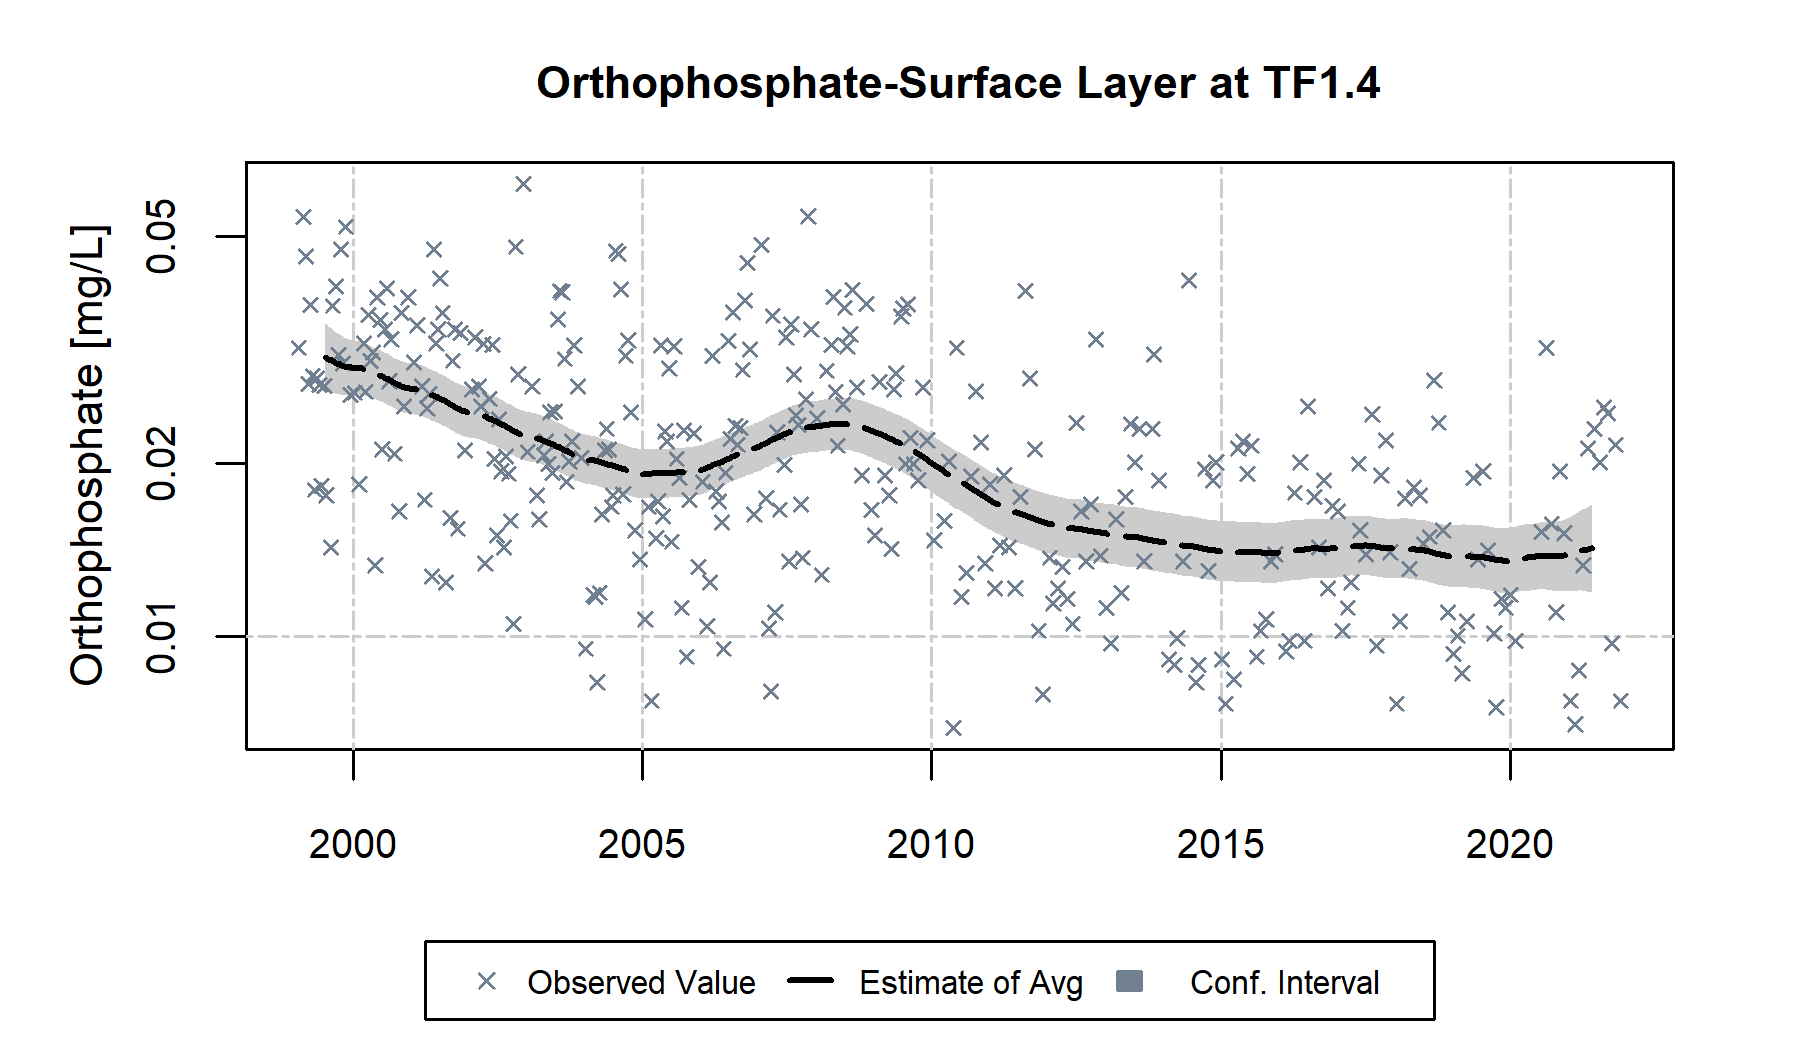 Orthophosphate-Surface Layer at TF1.4
Orthophosphate [mg/L]
0.05
0.02
0.01
2000 2005 2010 2015 2020
Observed Value Estimate of Avg Conf. Interval